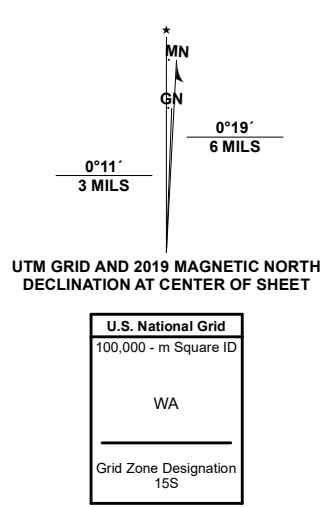 ★
MN
GN
0°19´
6 MILS
0°11´
3 MILS
UTM GRID AND 2019 MAGNETIC NORTH
DECLINATION AT CENTER OF SHEET
U.S. National Grid
100,000 - m Square ID
WA
Grid Zone Designation
15S